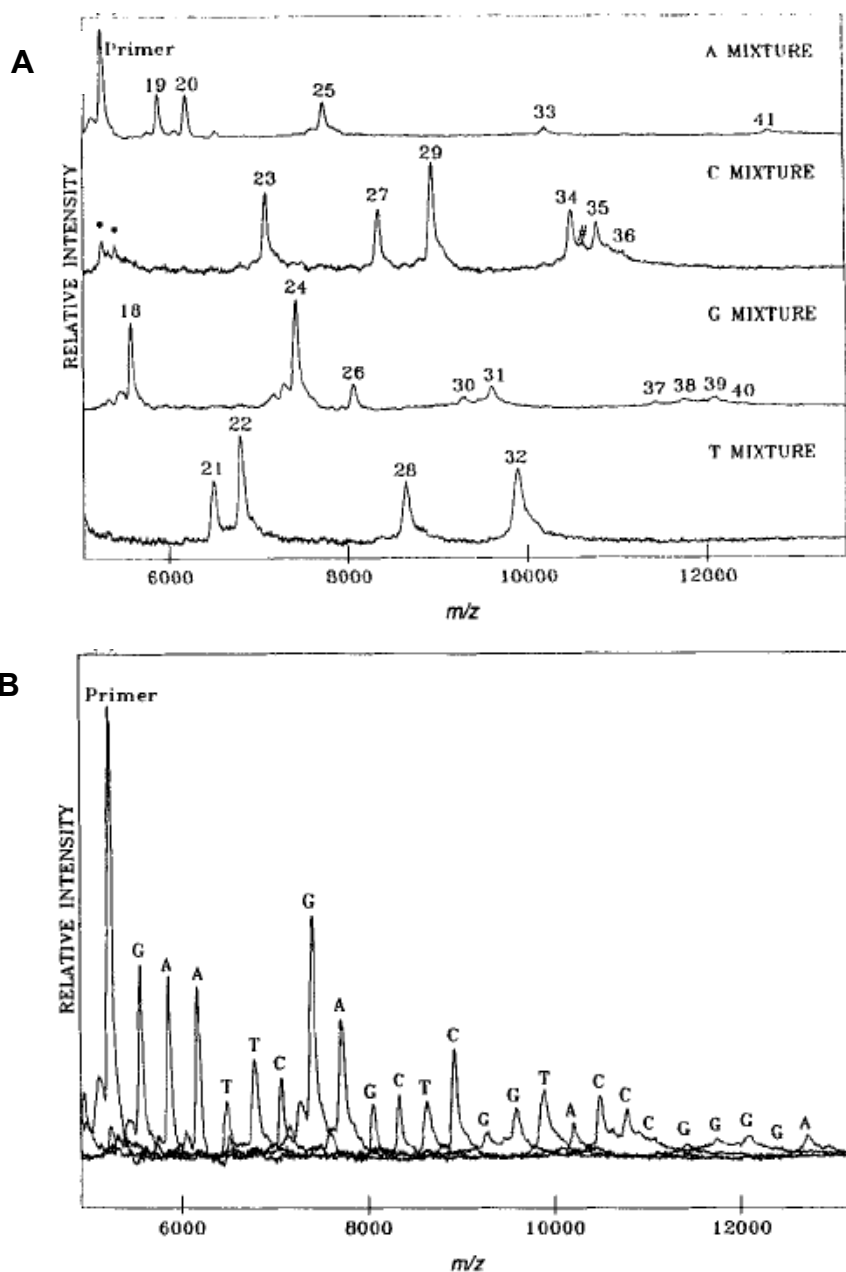 A
Primer
A MIXTURE
19 20 25 33 41
C MIXTURE
23 27 29 34 35 36
G MIXTURE
18 24 26 30 31 37 38 39 40
T MIXTURE
21 22 28 32
RELATIVE INTENSITY
6000 8000 10000 12000
m/z
B
Primer
G A A T T C G A G C T C G G T A C C C G G G G A
RELATIVE INTENSITY
6000 8000 10000 12000
m/z